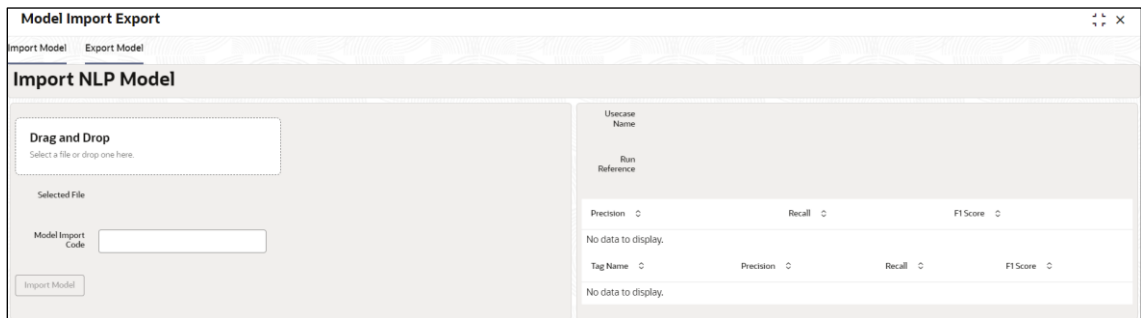 Model Import Export
Import Model Export Model
Import NLP Model
Drag and Drop
Select a file or drop one here.
Selected File
Model Import
Code
Import Model
Usecase
Name
Run
Reference
Precision Recall F1 Score
No data to display.
Tag Name Precision Recall F1 Score
No data to display.